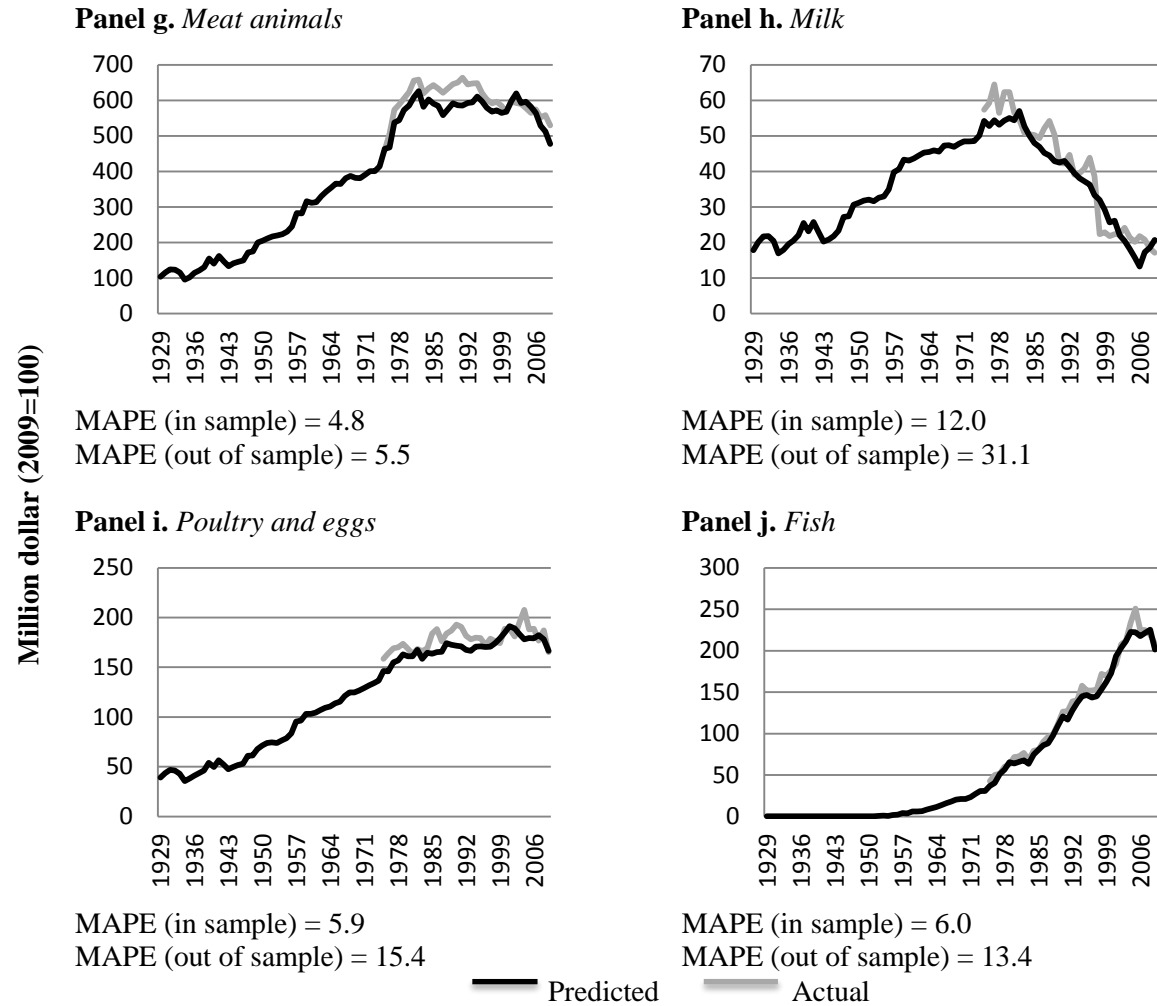 Panel g. Meat animals
Panel h. Milk
Million dollar (2009=100)
700
600
500
400
300
200
100
0
1929 1936 1943 1950 1957 1964 1971 1978 1985 1992 1999 2006
70
60
50
40
30
20
10
0
1929 1936 1943 1950 1957 1964 1971 1978 1985 1992 1999 2006
MAPE (in sample) = 4.8
MAPE (out of sample) = 5.5
MAPE (in sample) = 12.0
MAPE (out of sample) = 31.1
Panel i. Poultry and eggs
Panel j. Fish
250
200
150
100
50
0
1929 1936 1943 1950 1957 1964 1971 1978 1985 1992 1999 2006
300
250
200
150
100
50
0
1929 1936 1943 1950 1957 1964 1971 1978 1985 1992 1999 2006
MAPE (in sample) = 5.9
MAPE (out of sample) = 15.4
MAPE (in sample) = 6.0
MAPE (out of sample) = 13.4
Predicted Actual